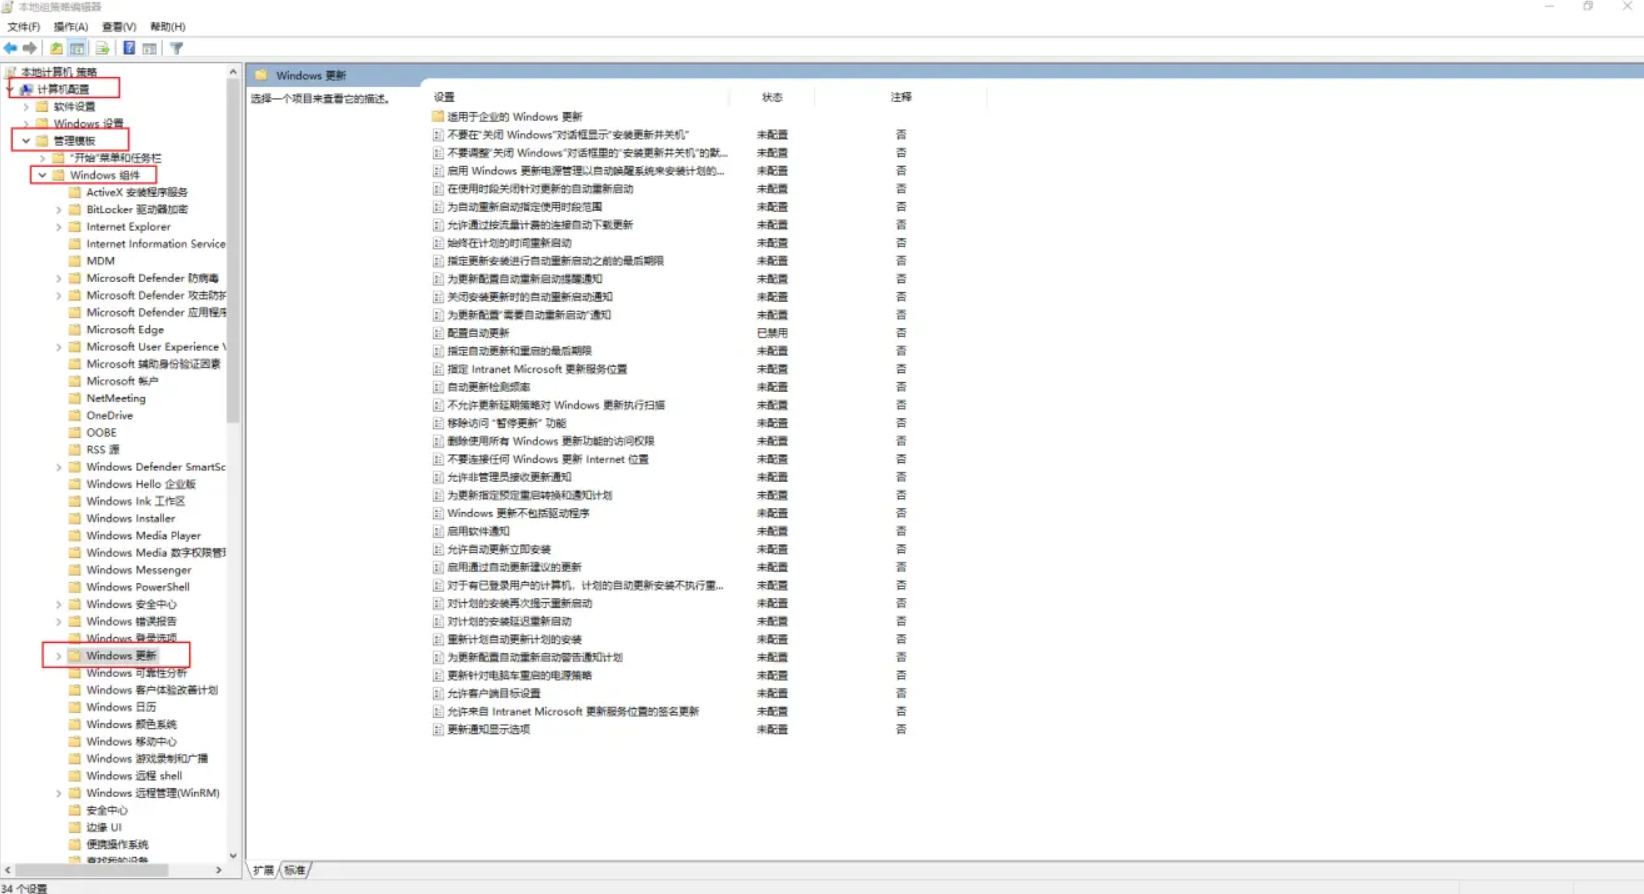 本地组策略编辑器
文件(F) 操作(A) 查看(V) 帮助(H)
本地计算机 策略
计算机配置
软件设置
Windows 设置
管理模板
"开始"菜单和任务栏
Windows 组件
ActiveX 安装程序服务
BitLocker 驱动器加密
Internet Explorer
Internet Information Service
MDM
Microsoft Defender 防病毒
Microsoft Defender 攻击防护
Microsoft Defender 应用程序
Microsoft Edge
Microsoft User Experience V
Microsoft 辅助身份验证因素
Microsoft 帐户
NetMeeting
OneDrive
OOBE
RSS 源
Windows Defender SmartSc
Windows Hello 企业版
Windows Ink 工作区
Windows Installer
Windows Media Player
Windows Media 数字权限管理
Windows Messenger
Windows PowerShell
Windows 安全中心
Windows 错误报告
Windows 登录选项
Windows 更新
Windows 可靠性分析
Windows 客户体验改善计划
Windows 日历
Windows 颜色系统
Windows 移动中心
Windows 游戏录制和广播
Windows 远程 shell
Windows 远程管理(WinRM)
安全中心
边缘 UI
便携操作系统
查找我的设备
Windows 更新
选择一个项目来查看它的描述。
设置 状态 注释
适用于企业的 Windows 更新
不要在"关闭 Windows"对话框显示"安装更新并关机" 未配置 否
不要调整"关闭 Windows"对话框里的"安装更新并关机"的默... 未配置 否
启用 Windows 更新电源管理以自动唤醒系统来安装计划的... 未配置 否
在使用时段关闭针对更新的自动重新启动 未配置 否
为自动重新启动指定使用时段范围 未配置 否
允许通过按流量计费的连接自动下载更新 未配置 否
始终在计划的时间重新启动 未配置 否
指定更新安装进行自动重新启动之前的最后期限 未配置 否
为更新配置自动重新启动提醒通知 未配置 否
关闭安装更新时的自动重新启动通知 未配置 否
为更新配置"需要自动重新启动"通知 未配置 否
配置自动更新 已禁用 否
指定自动更新和重启的最后期限 未配置 否
指定 Intranet Microsoft 更新服务位置 未配置 否
自动更新检测频率 未配置 否
不允许更新延期策略对 Windows 更新执行扫描 未配置 否
移除访问 "暂停更新" 功能 未配置 否
删除使用所有 Windows 更新功能的访问权限 未配置 否
不要连接任何 Windows 更新 Internet 位置 未配置 否
允许非管理员接收更新通知 未配置 否
为更新指定预定重启转换和通知计划 未配置 否
Windows 更新不包括驱动程序 未配置 否
启用软件通知 未配置 否
允许自动更新立即安装 未配置 否
启用通过自动更新建议的更新 未配置 否
对于有已登录用户的计算机，计划的自动更新安装不执行重... 未配置 否
对计划的安装再次提示重新启动 未配置 否
对计划的安装延迟重新启动 未配置 否
重新计划自动更新计划的安装 未配置 否
为更新配置自动重新启动警告通知计划 未配置 否
更新针对电脑车重启的电源策略 未配置 否
允许客户端目标设置 未配置 否
允许来自 Intranet Microsoft 更新服务位置的签名更新 未配置 否
更新通知显示选项 未配置 否
扩展 标准
34 个设置